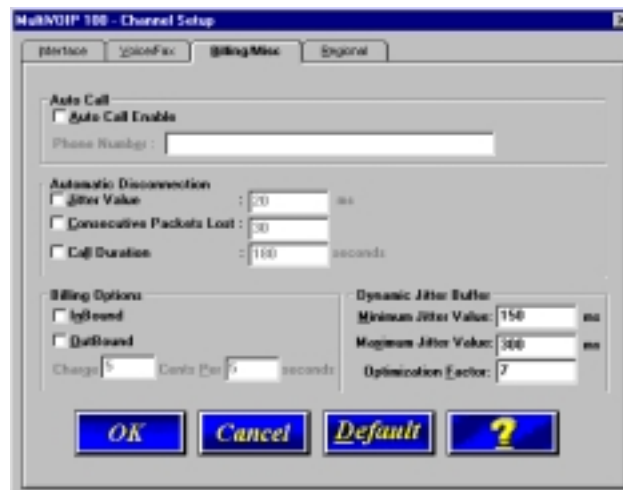 MultiVOIP 100 - Channel Setup
Interface Voice/Fax Billing/Misc Regional
Auto Call
Auto Call Enable
Phone Number :
Automatic Disconnection
Jitter Value : 20 ms
Consecutive Packets Lost : 30
Call Duration : 180 seconds
Billing Options
InBound
OutBound
Charge 5 Cents Per 5 seconds
Dynamic Jitter Buffer
Minimum Jitter Value: 150 ms
Maximum Jitter Value: 300 ms
Optimization Factor: 7
OK Cancel Default ?